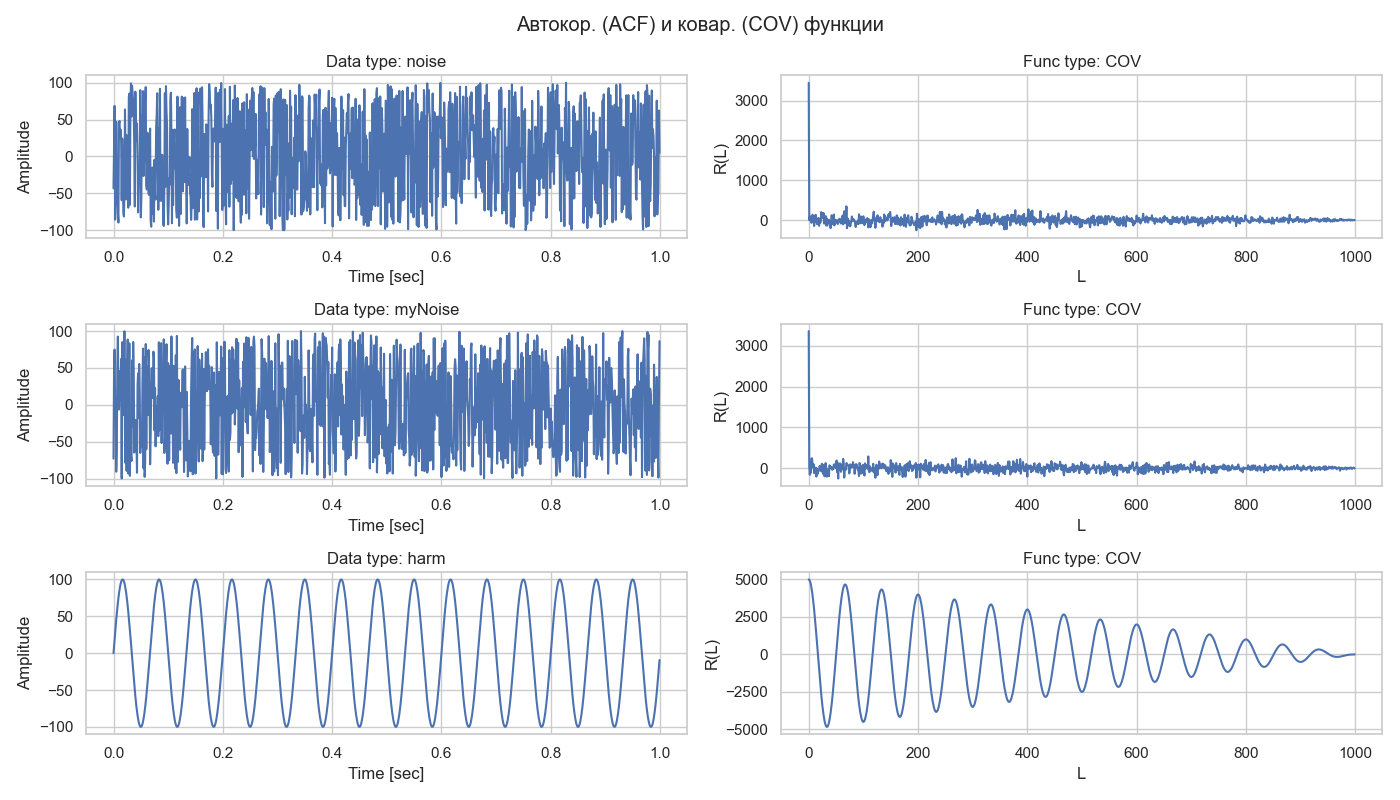 Автокор. (ACF) и ковар. (COV) функции
Data type: noise
Amplitude
100
50
0
−50
−100
0.0 0.2 0.4 0.6 0.8 1.0
Time [sec]
Func type: COV
R(L)
3000
2000
1000
0
0 200 400 600 800 1000
L
Data type: myNoise
Amplitude
100
50
0
−50
−100
0.0 0.2 0.4 0.6 0.8 1.0
Time [sec]
Func type: COV
R(L)
3000
2000
1000
0
0 200 400 600 800 1000
L
Data type: harm
Amplitude
100
50
0
−50
−100
0.0 0.2 0.4 0.6 0.8 1.0
Time [sec]
Func type: COV
R(L)
5000
2500
0
−2500
−5000
0 200 400 600 800 1000
L